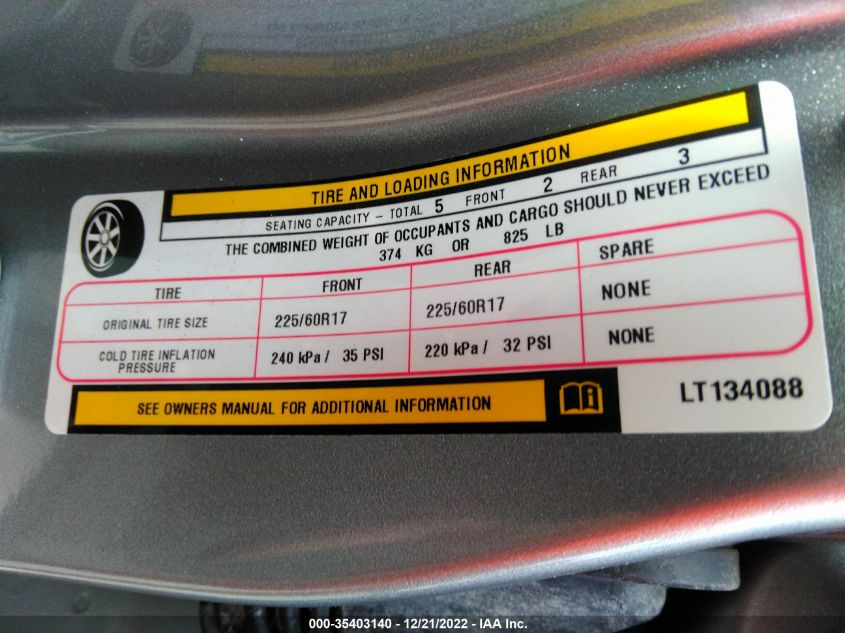 TIRE AND LOADING INFORMATION
SEATING CAPACITY – TOTAL 5 FRONT 2 REAR 3
THE COMBINED WEIGHT OF OCCUPANTS AND CARGO SHOULD NEVER EXCEED
374 KG OR 825 LB
TIRE FRONT REAR SPARE
ORIGINAL TIRE SIZE 225/60R17 225/60R17 NONE
COLD TIRE INFLATION PRESSURE 240 kPa / 35 PSI 220 kPa / 32 PSI NONE
SEE OWNERS MANUAL FOR ADDITIONAL INFORMATION
LT134088
000-35403140 - 12/21/2022 - IAA Inc.